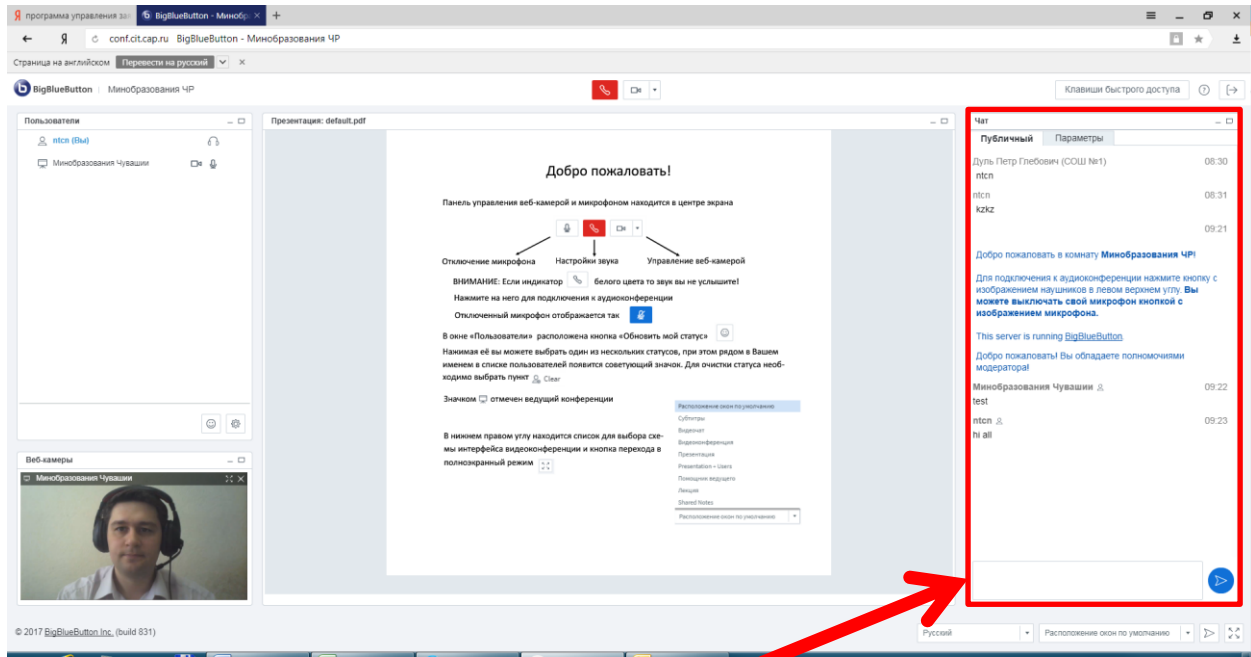 программа управления зак
BigBlueButton - Минобр
conf.cit.cap.ru BigBlueButton - Минобразования ЧР
Страница на английском Перевести на русский
BigBlueButton Минобразования ЧР
Клавиши быстрого доступа
Пользователи
ntcn (Вы)
Минобразования Чувашии
Веб-камеры
Минобразования Чувашии
Презентация: default.pdf
Добро пожаловать!
Панель управления веб-камерой и микрофоном находится в центре экрана
Отключение микрофона Настройки звука Управление веб-камерой
ВНИМАНИЕ: Если индикатор белого цвета то звук вы не услышите!
Нажмите на него для подключения к аудиоконференции
Отключенный микрофон отображается так
В окне «Пользователи» расположена кнопка «Обновить мой статус»
Нажимая её вы можете выбрать один из нескольких статусов, при этом рядом в Вашем
именем в списке пользователей появится советующий значок. Для очистки статуса необ-
ходимо выбрать пункт Clear
Значком отмечен ведущий конференции
В нижнем правом углу находится список для выбора схе-
мы интерфейса видеоконференции и кнопка перехода в
полноэкранный режим
Расположение окон по умолчанию
Субтитры
Видеочат
Видеоконференция
Презентация
Presentation + Users
Помощник ведущего
Лекция
Shared Notes
Расположение окон по умолчанию
Чат
Публичный Параметры
Дуль Петр Глебович (СОШ №1) 08:30
ntcn
ntcn 08:31
kzkz
09:21
Добро пожаловать в комнату Минобразования ЧР!
Для подключения к аудиоконференции нажмите кнопку с
изображением наушников в левом верхнем углу. Вы
можете выключать свой микрофон кнопкой с
изображением микрофона.
This server is running BigBlueButton.
Добро пожаловать! Вы обладаете полномочиями
модератора!
Минобразования Чувашии 09:22
test
ntcn 09:23
hi all
© 2017 BigBlueButton Inc. (build 831)
Русский
Расположение окон по умолчанию